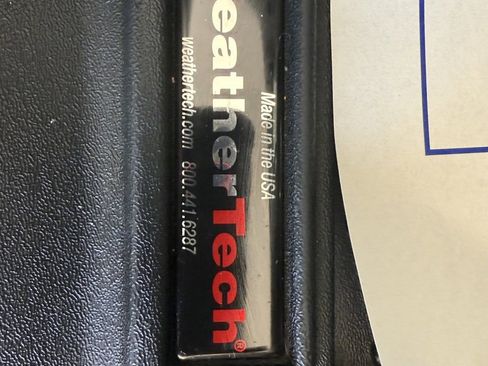 Made in the USA
eatherTech®
weathertech.com 800.441.6287